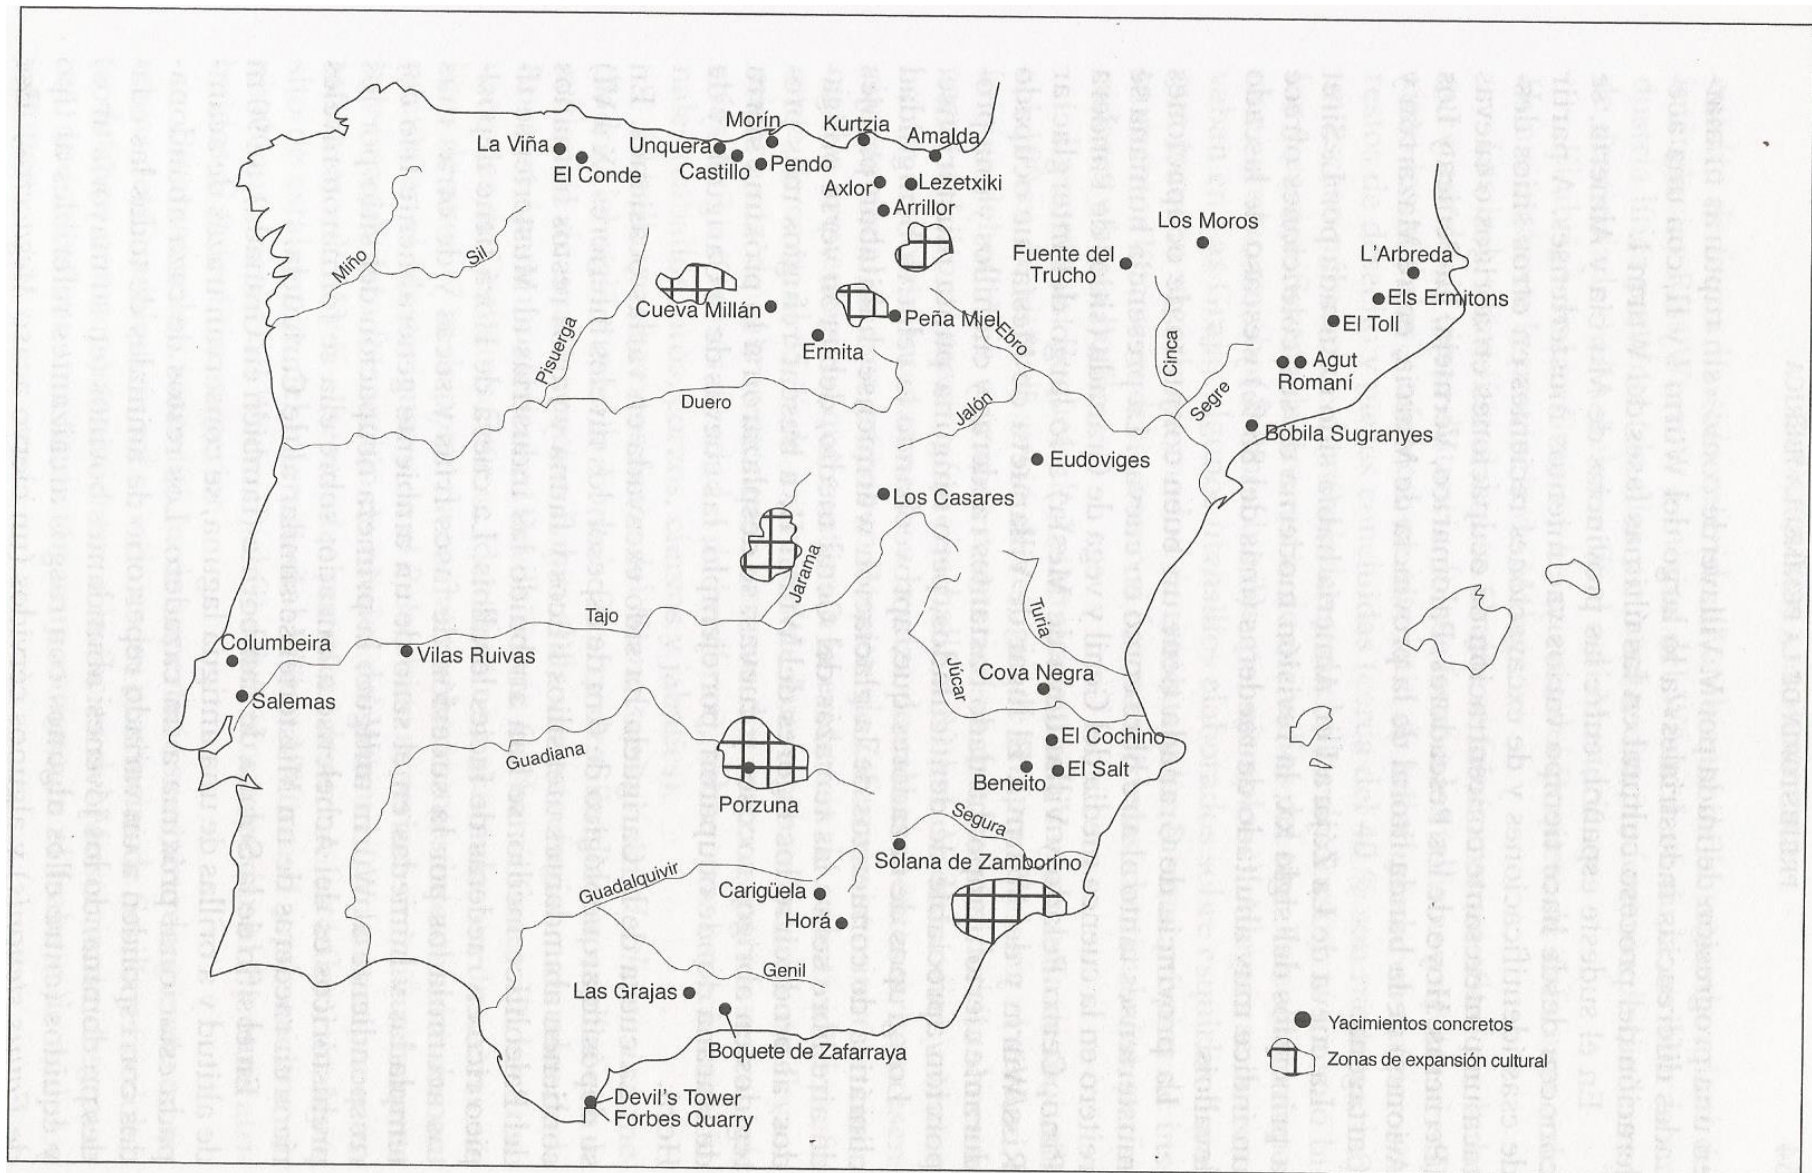 Morín
Kurtzia
Amalda
La Viña
Unquera
El Conde
Castillo
Pendo
Axlor
Lezetxiki
Arrillor
Los Moros
Fuente del
Trucho
L'Arbreda
Els Ermitons
El Toll
Agut
Romaní
Bóbila Sugranyes
Miño
Sil
Pisuerga
Cueva Millán
Ermita
Peña Miel
Ebro
Cinca
Segre
Duero
Jalón
Eudoviges
Los Casares
Jarama
Tajo
Turia
Júcar
Columbeira
Vilas Ruivas
Salemas
Cova Negra
El Cochino
El Salt
Beneito
Guadiana
Porzuna
Segura
Solana de Zamborino
Guadalquivir
Carigüela
Horá
Genil
Las Grajas
Boquete de Zafarraya
Devil's Tower
Forbes Quarry
Yacimientos concretos
Zonas de expansión cultural